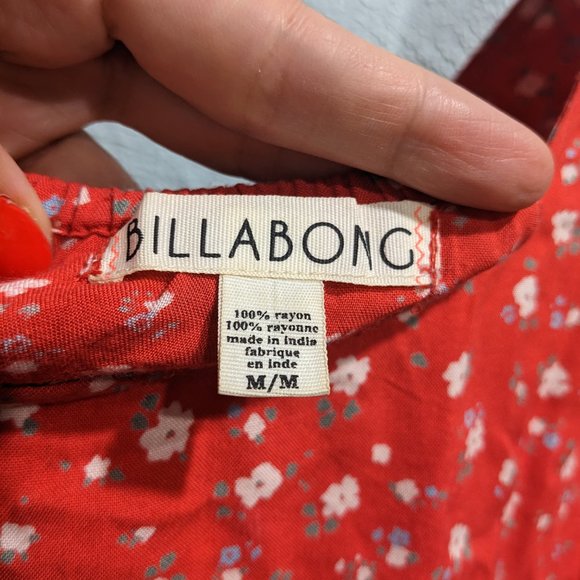 BILLABONG
100% rayon
100% rayonne
made in india
fabrique
en inde
M/M